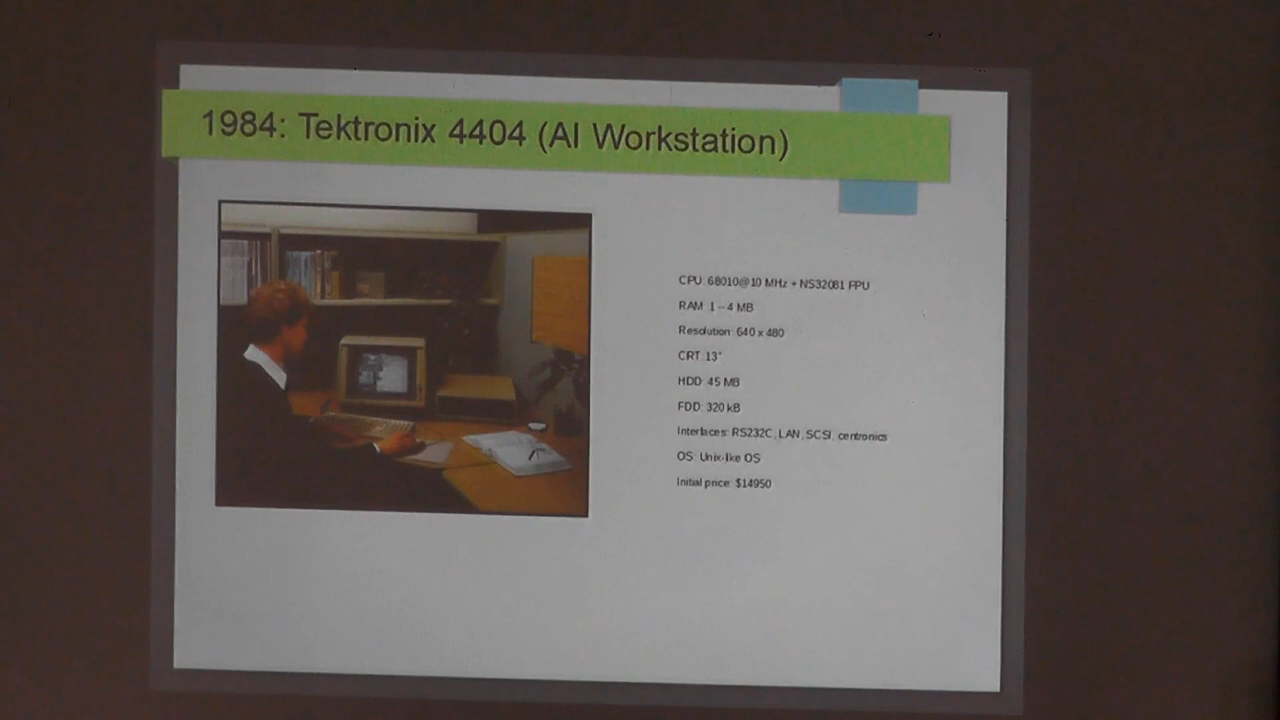 1984: Tektronix 4404 (AI Workstation)
CPU: 68010@10 MHz + NS32081 FPU
RAM: 1 – 4 MB
Resolution: 640 x 480
CRT: 13"
HDD: 45 MB
FDD: 320 kB
Interfaces: RS232C, LAN, SCSI, centronics
OS: Unix-like OS
Initial price: $14950